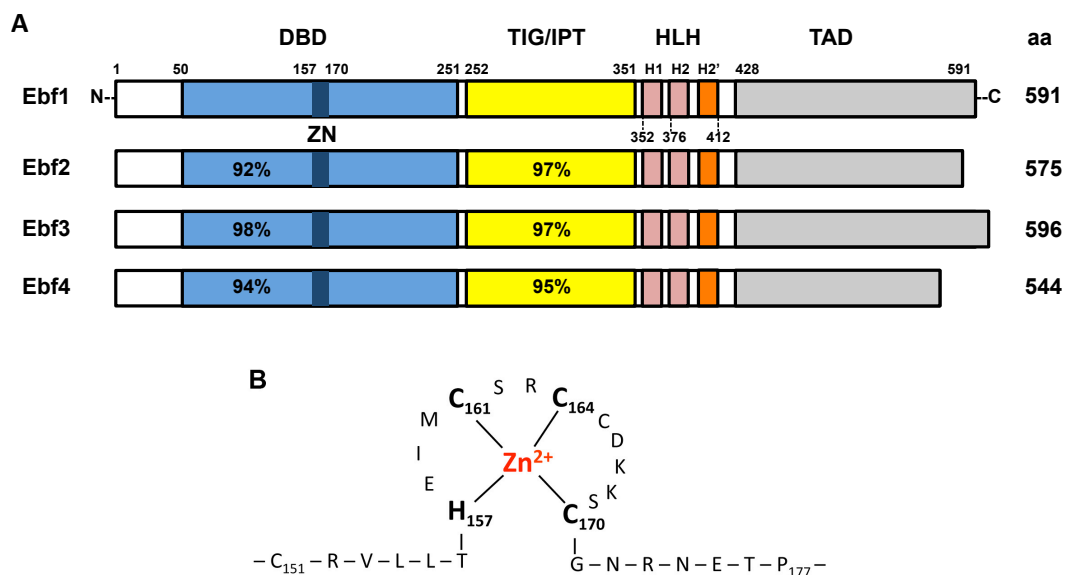 A
DBD TIG/IPT HLH TAD aa
1 50 157 170 251 252 351 H1 H2 H2' 428 591
Ebf1 N-- --C 591
ZN 352 376 412
Ebf2 92% 97% 575
Ebf3 98% 97% 596
Ebf4 94% 95% 544
B
S R
C161 C164
M C
I D
Zn2+ K
E K
H157 C170 S
I I
– C151 – R – V – L – L – T G – N – R – N – E – T – P177 –